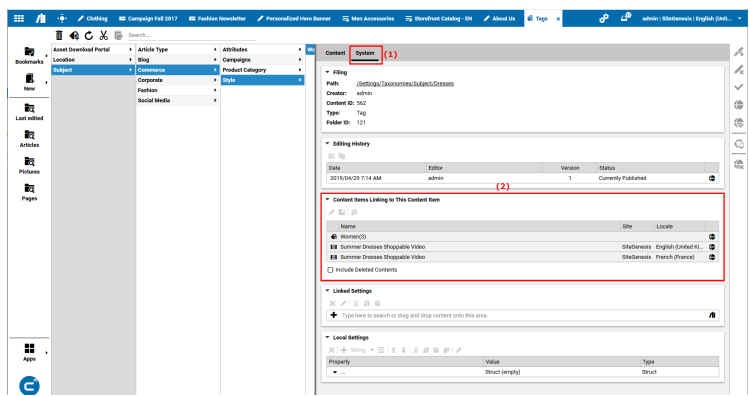 Clothing
Campaign Fall 2017
Fashion Newsletter
Personalized Hero Banner
Men Accessories
Storefront Catalog - EN
About Us
Tags
×
admin | SiteGenesis | English (Unit...
Search...
Bookmarks
New
Last edited
Articles
Pictures
Pages
Apps
Asset Download Portal
Location
Subject
Article Type
Blog
Commerce
Corporate
Fashion
Social Media
Attributes
Campaigns
Product Category
Style
Wo
Content System (1)
Filing
Path: /Settings/Taxonomies/Subject/Dresses
Creator: admin
Content ID: 562
Type: Tag
Folder ID: 121
Editing History
Date Editor Version Status
2019/04/29 7:14 AM admin 1 Currently Published
(2)
Content Items Linking to This Content Item
Name Site Locale
Women(3)
Summer Dresses Shoppable Video SiteGenesis English (United Ki...
Summer Dresses Shoppable Video SiteGenesis French (France)
Include Deleted Contents
Linked Settings
Type here to search or drag and drop content onto this area.
Local Settings
String
Property Value Type
... Struct (empty) Struct